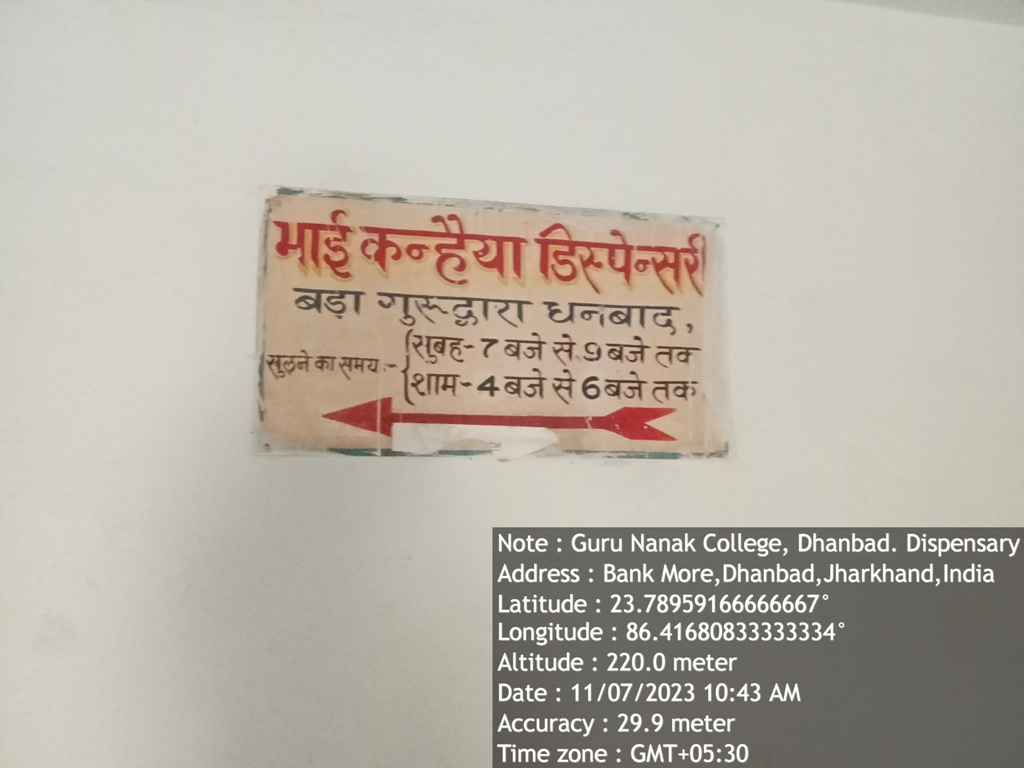 भाई कन्हैया डिस्पेन्सरी
बड़ा गुरूद्वारा धनबाद,
खुलने का समय :- {सुबह - 7 बजे से 9 बजे तक
{शाम - 4 बजे से 6 बजे तक
Note : Guru Nanak College, Dhanbad. Dispensary
Address : Bank More,Dhanbad,Jharkhand,India
Latitude : 23.78959166666667°
Longitude : 86.41680833333334°
Altitude : 220.0 meter
Date : 11/07/2023 10:43 AM
Accuracy : 29.9 meter
Time zone : GMT+05:30